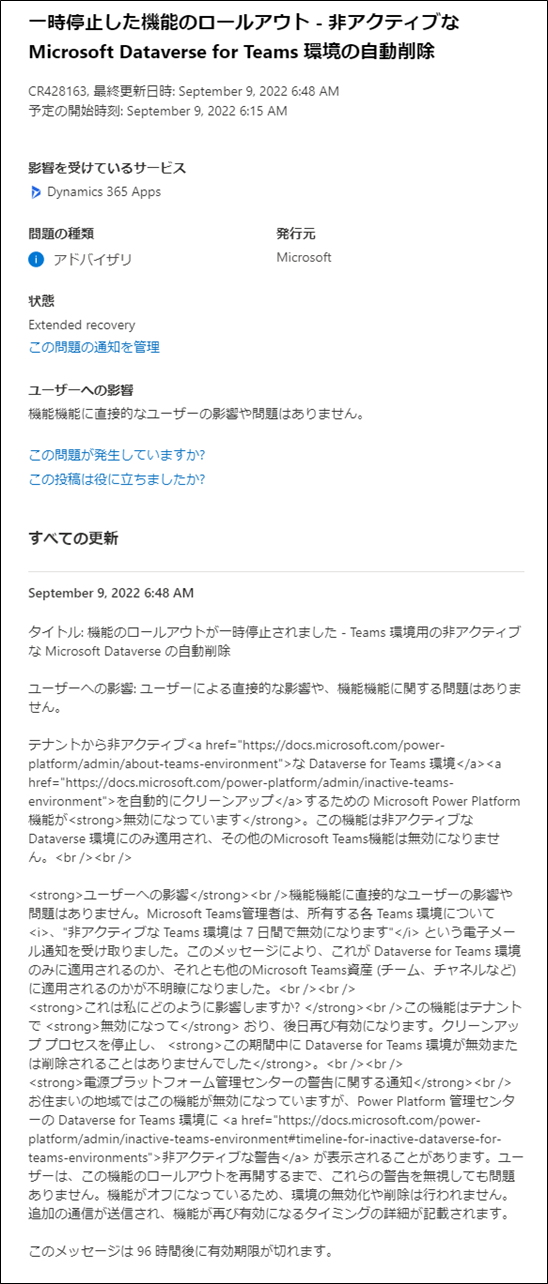 一時停止した機能のロールアウト - 非アクティブな
Microsoft Dataverse for Teams 環境の自動削除
CR428163, 最終更新日時: September 9, 2022 6:48 AM
予定の開始時刻: September 9, 2022 6:15 AM
影響を受けているサービス
Dynamics 365 Apps
問題の種類
発行元
アドバイザリ
Microsoft
状態
Extended recovery
この問題の通知を管理
ユーザーへの影響
機能機能に直接的なユーザーの影響や問題はありません。
この問題が発生していますか?
この投稿は役に立ちましたか?
すべての更新
September 9, 2022 6:48 AM
タイトル: 機能のロールアウトが一時停止されました - Teams 環境用の非アクティブ
な Microsoft Dataverse の自動削除
ユーザーへの影響: ユーザーによる直接的な影響や、機能機能に関する問題はありま
せん。
テナントから非アクティブ<a href="https://docs.microsoft.com/power-
platform/admin/about-teams-environment">な Dataverse for Teams 環境</a><a
href="https://docs.microsoft.com/power-platform/admin/inactive-teams-
environment">を自動的にクリーンアップ</a>するための Microsoft Power Platform
機能が<strong>無効になっています</strong>。この機能は非アクティブな
Dataverse 環境にのみ適用され、その他のMicrosoft Teams機能は無効になりませ
ん。<br /><br />
<strong>ユーザーへの影響</strong><br />機能機能に直接的なユーザーの影響や
問題はありません。Microsoft Teams管理者は、所有する各 Teams 環境について
<i>、"非アクティブな Teams 環境は 7 日間で無効になります"</i> という電子メー
ル通知を受け取りました。このメッセージにより、これが Dataverse for Teams 環境
のみに適用されるのか、それとも他のMicrosoft Teams資産 (チーム、チャネルなど)
に適用されるのかが不明瞭になりました。<br /><br />
<strong>これは私にどのように影響しますか? </strong><br />この機能はテナント
で <strong>無効になって</strong> おり、後日再び有効になります。クリーンアッ
プ プロセスを停止し、 <strong>この期間中に Dataverse for Teams 環境が無効また
は削除されることはありませんでした</strong>。<br /><br />
<strong>電源プラットフォーム管理センターの警告に関する通知</strong><br />
お住まいの地域ではこの機能が無効になっていますが、Power Platform 管理センタ
ーの Dataverse for Teams 環境に <a href="https://docs.microsoft.com/power-
platform/admin/inactive-teams-environment#timeline-for-inactive-dataverse-for-
teams-environments">非アクティブな警告</a> が表示されることがあります。ユー
ザーは、この機能のロールアウトを再開するまで、これらの警告を無視しても問題
ありません。機能がオフになっているため、環境の無効化や削除は行われません。
追加の通信が送信され、機能が再び有効になるタイミングの詳細が記載されます。
このメッセージは 96 時間後に有効期限が切れます。